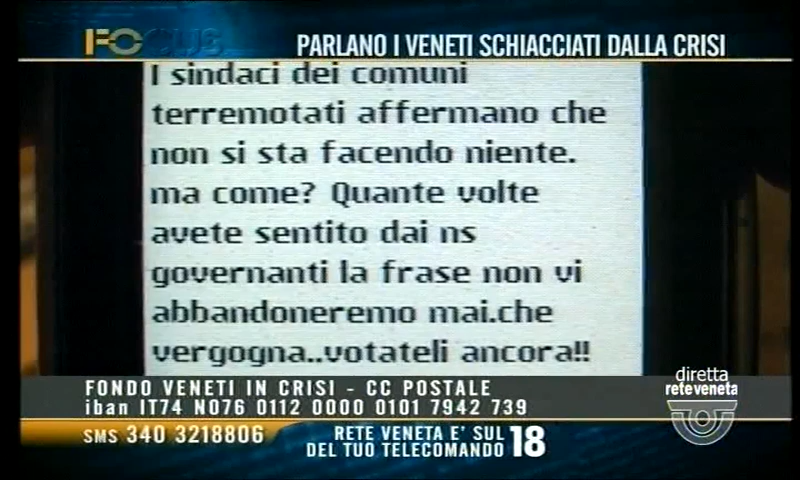 FOCUS
PARLANO I VENETI SCHIACCIATI DALLA CRISI
I sindaci dei comuni
terremotati affermano che
non si sta facendo niente.
ma come? Quante volte
avete sentito dai ns
governanti la frase non vi
abbandoneremo mai.che
vergogna..votateli ancora!!
FONDO VENETI IN CRISI - CC POSTALE
iban IT74 N076 0112 0000 0101 7942 739
diretta
reteveneta
SMS 340 3218806
RETE VENETA E' SUL
DEL TUO TELECOMANDO
18